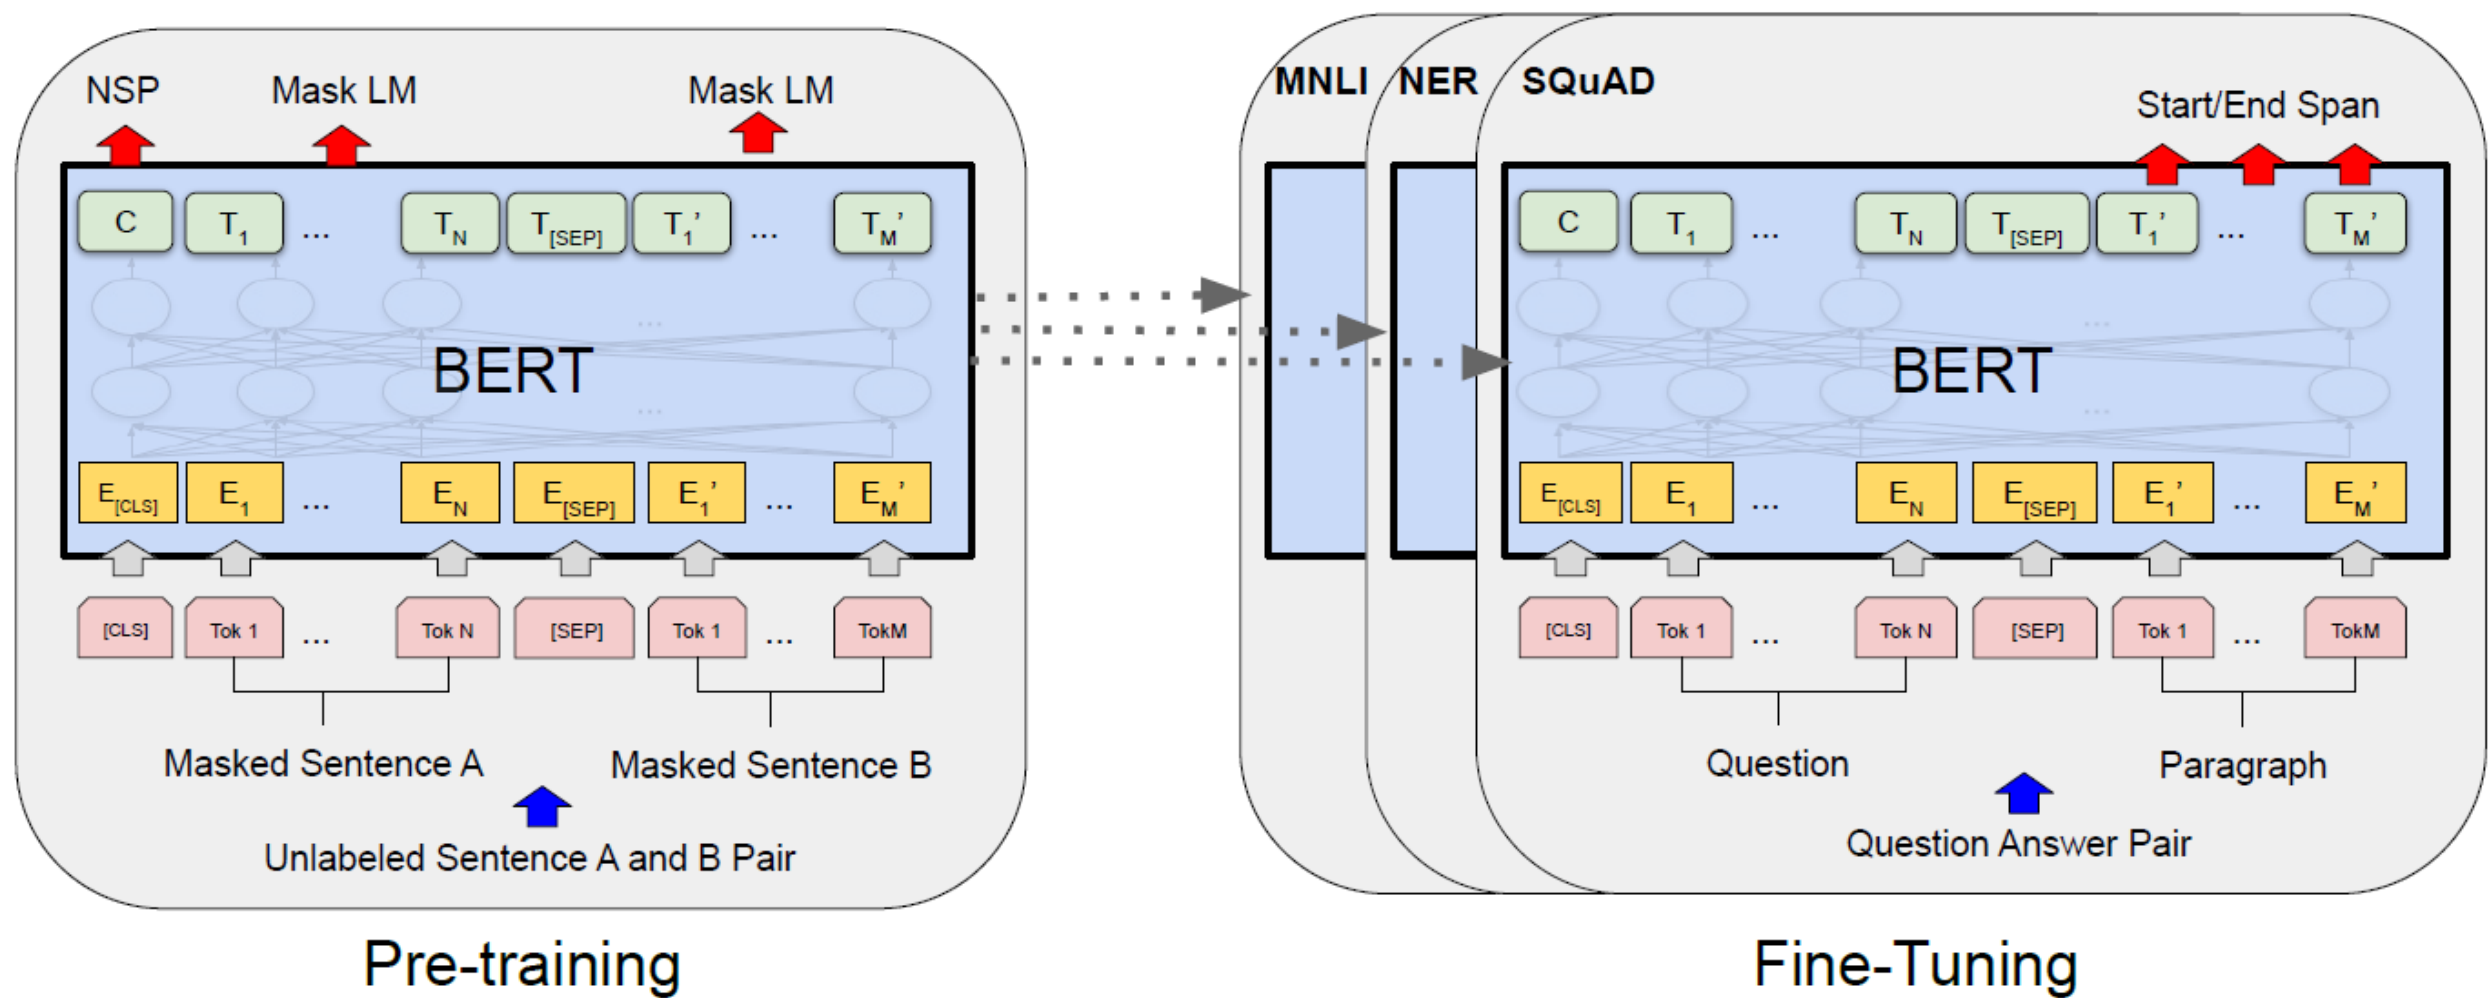 NSP Mask LM Mask LM
C T1 ... TN T[SEP] T1’ ... TM’
...
BERT
...
E[CLS] E1 ... EN E[SEP] E1’ ... EM’
[CLS] Tok 1 ... Tok N [SEP] Tok 1 ... TokM
Masked Sentence A Masked Sentence B
Unlabeled Sentence A and B Pair
Pre-training
MNLI NER SQuAD
Start/End Span
C T1 ... TN T[SEP] T1’ ... TM’
...
BERT
...
E[CLS] E1 ... EN E[SEP] E1’ ... EM’
[CLS] Tok 1 ... Tok N [SEP] Tok 1 ... TokM
Question Paragraph
Question Answer Pair
Fine-Tuning